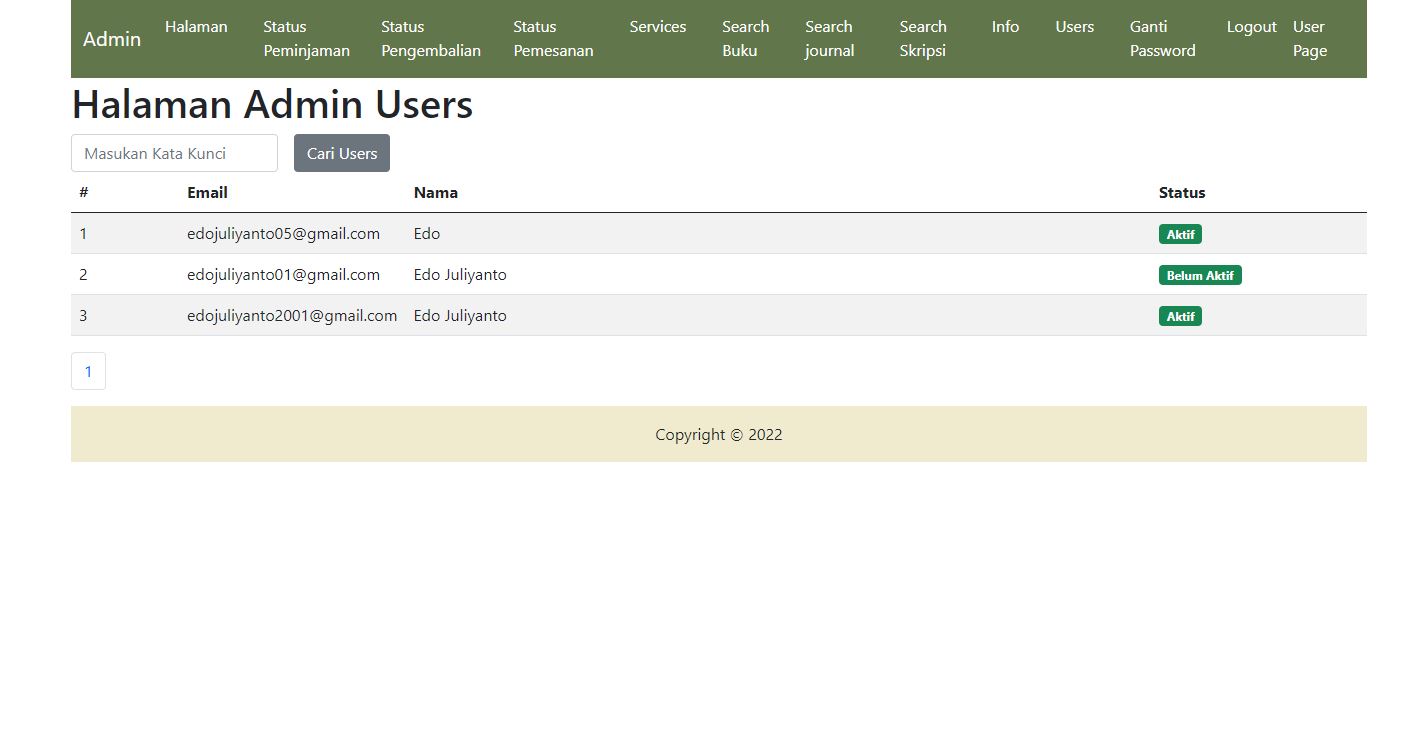 Admin Halaman Status Peminjaman Status Pengembalian Status Pemesanan Services Search Buku Search journal Search Skripsi Info Users Ganti Password Logout User Page
Halaman Admin Users
Masukan Kata Kunci Cari Users
# Email Nama Status
1 edojuliyanto05@gmail.com Edo Aktif
2 edojuliyanto01@gmail.com Edo Juliyanto Belum Aktif
3 edojuliyanto2001@gmail.com Edo Juliyanto Aktif
1
Copyright © 2022